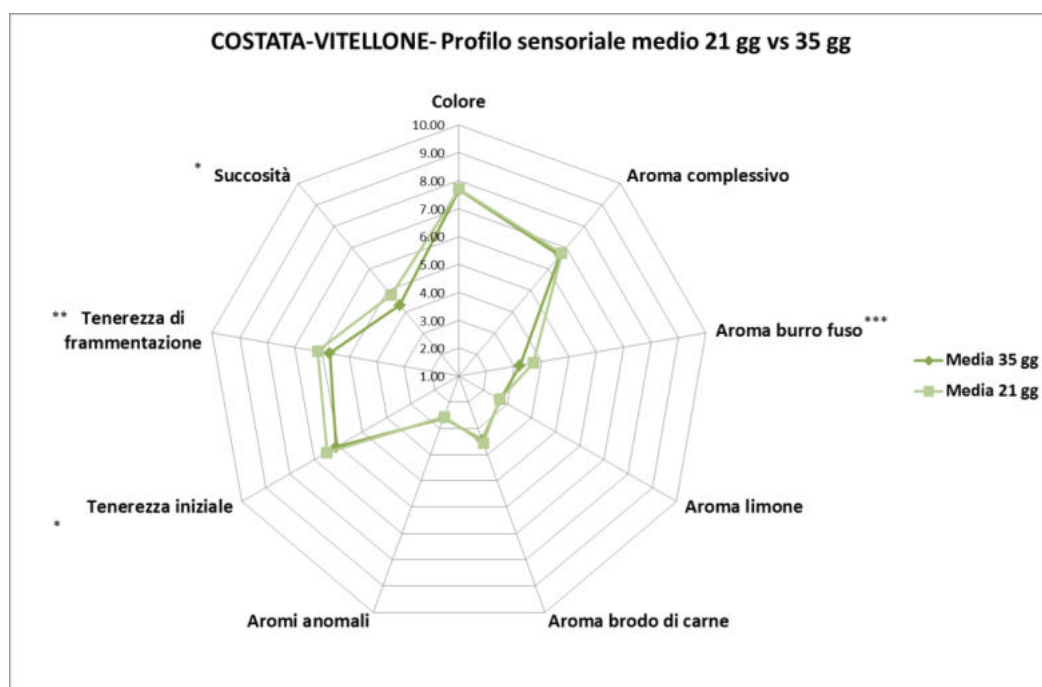 COSTATA-VITELLONE- Profilo sensoriale medio 21 gg vs 35 gg
Colore
10.00
9.00
8.00
7.00
6.00
5.00
4.00
3.00
2.00
1.00
Aroma complessivo
Aroma burro fuso***
Aroma limone
Aroma brodo di carne
Aromi anomali
Tenerezza iniziale
*
** Tenerezza di
frammentazione
* Succosità
Media 35 gg
Media 21 gg